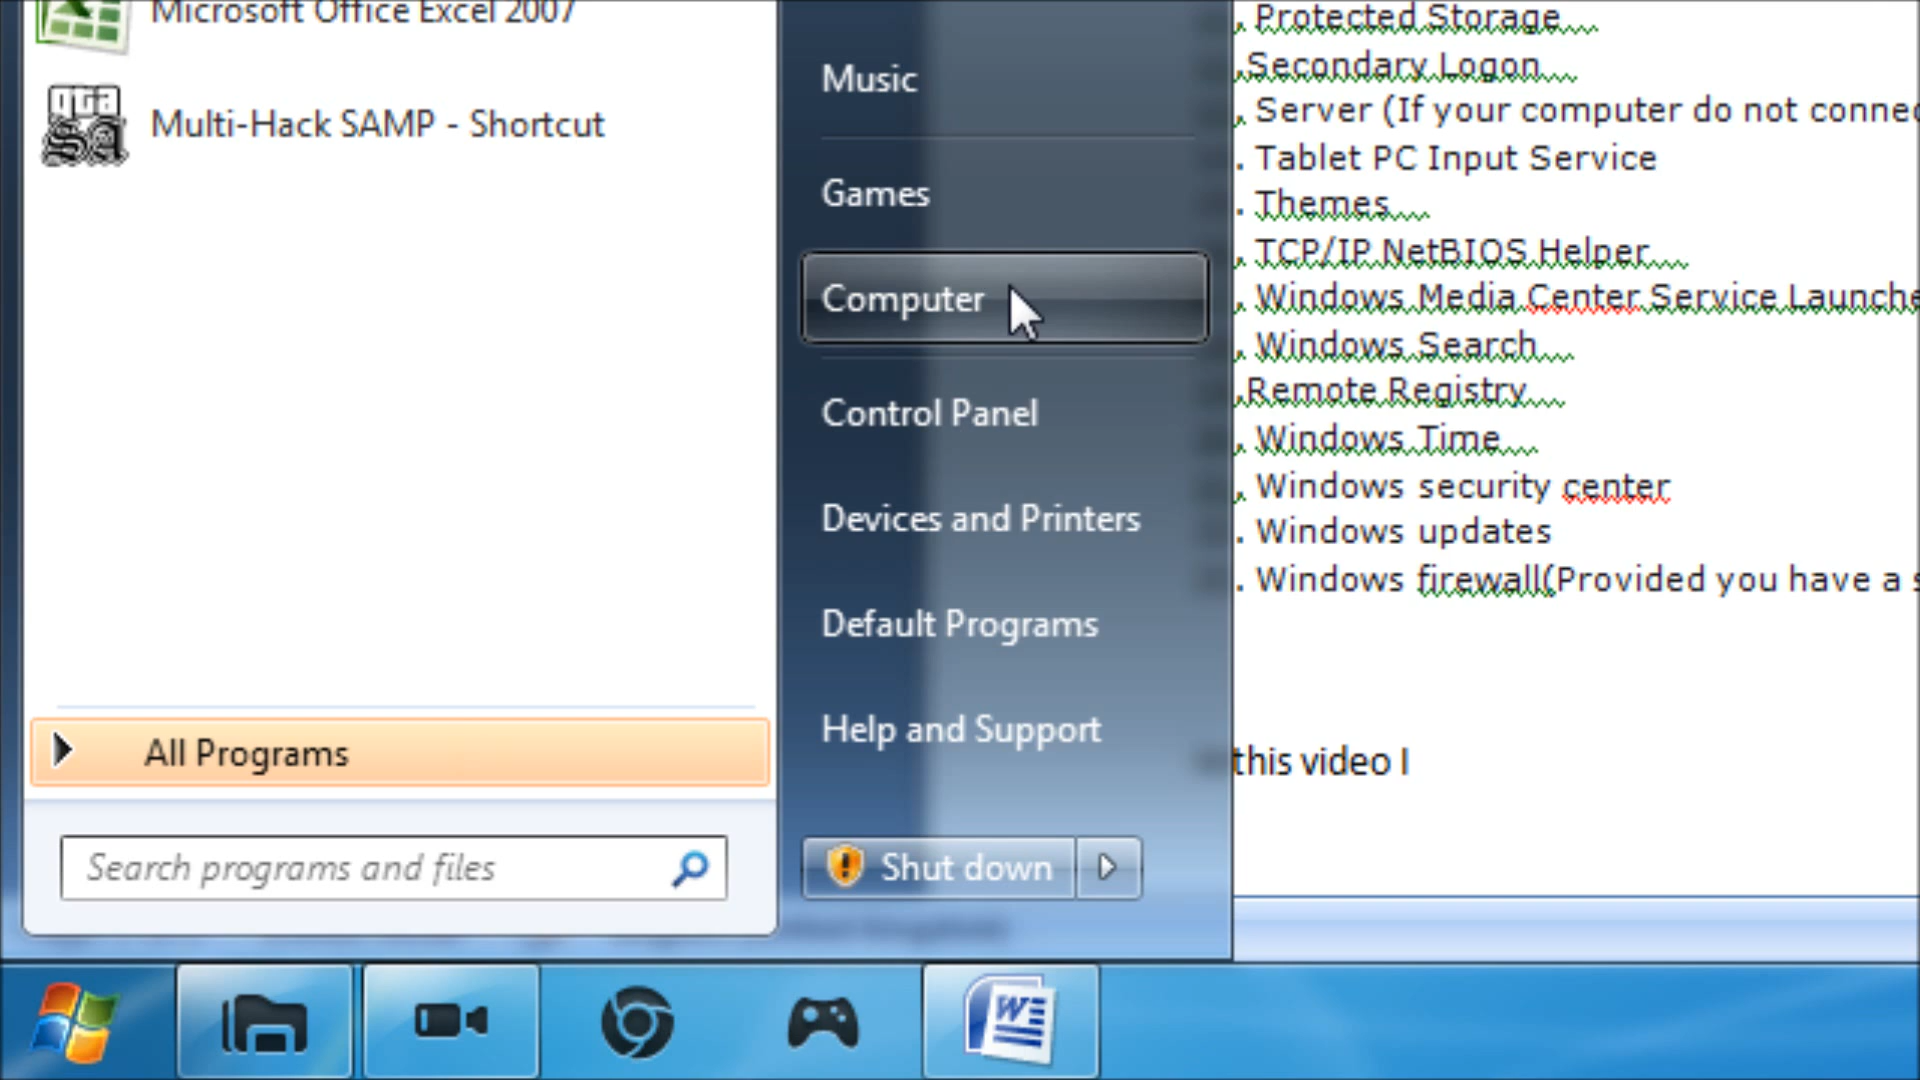 Microsoft Office Excel 2007
Multi-Hack SAMP - Shortcut
All Programs
Search programs and files
Music
Games
Computer
Control Panel
Devices and Printers
Default Programs
Help and Support
Shut down
. Protected Storage
.Secondary Logon
. Server (If your computer do not connec
. Tablet PC Input Service
. Themes
. TCP/IP NetBIOS Helper
. Windows Media Center Service Launche
. Windows Search
.Remote Registry
. Windows Time
. Windows security center
. Windows updates
. Windows firewall(Provided you have a s
this video I